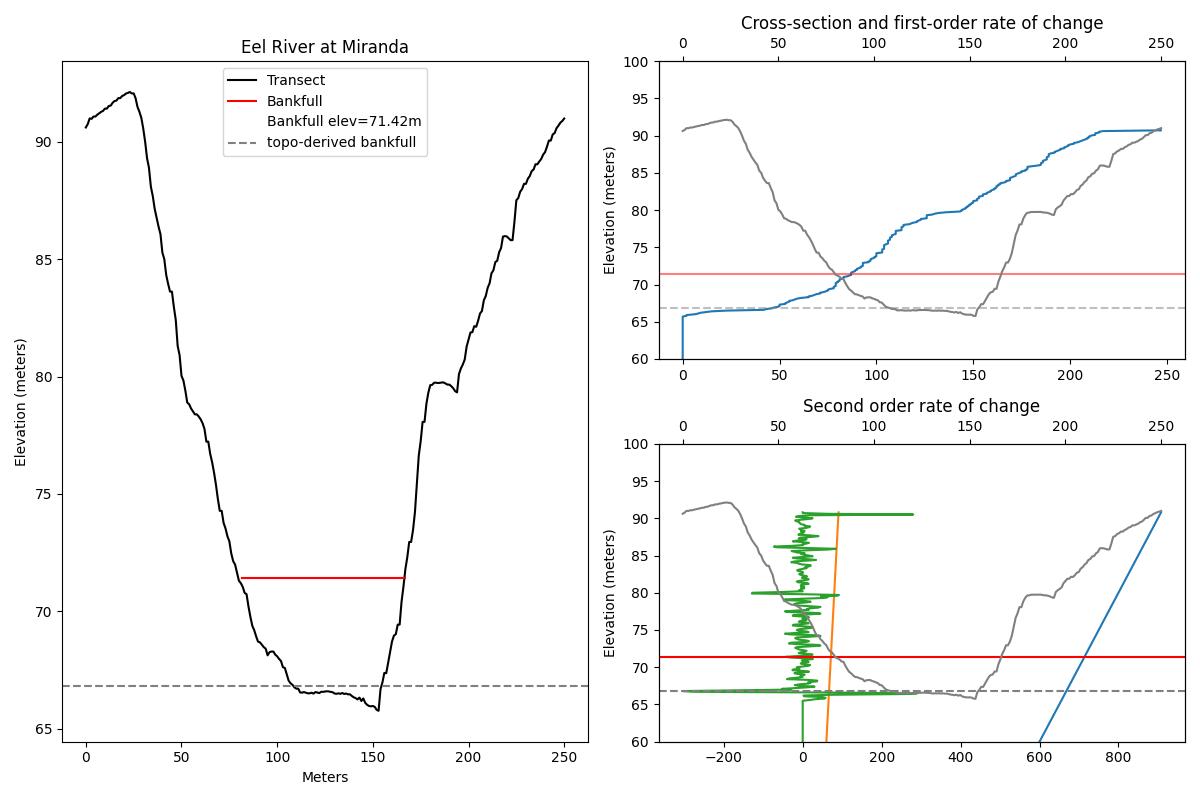 Eel River at Miranda
Transect
Bankfull
Bankfull elev=71.42m
topo-derived bankfull
Elevation (meters)
90
85
80
75
70
65
0 50 100 150 200 250
Meters
Cross-section and first-order rate of change
0 50 100 150 200 250
Elevation (meters)
100
95
90
85
80
75
70
65
60
0 50 100 150 200 250
Second order rate of change
0 50 100 150 200 250
Elevation (meters)
100
95
90
85
80
75
70
65
60
−200 0 200 400 600 800